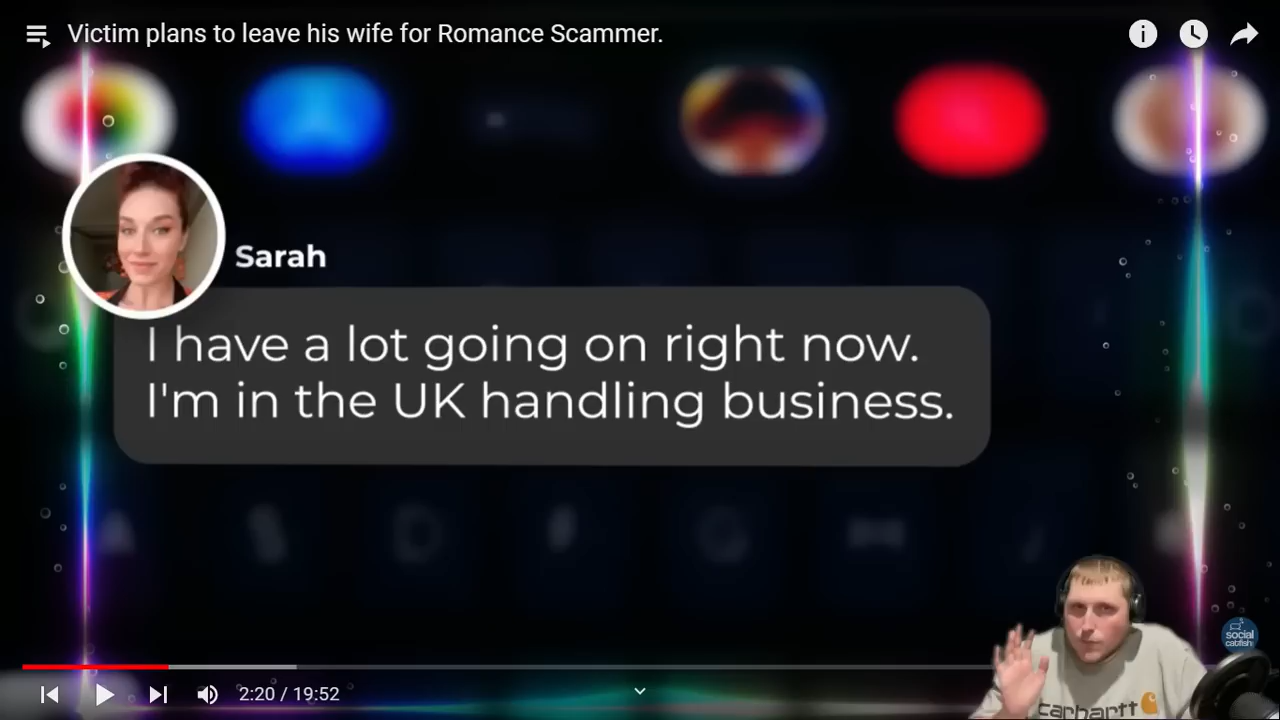 Victim plans to leave his wife for Romance Scammer.
Sarah
I have a lot going on right now.
I'm in the UK handling business.
A S D F G H J
social
catfish
carhartt
2:20 / 19:52